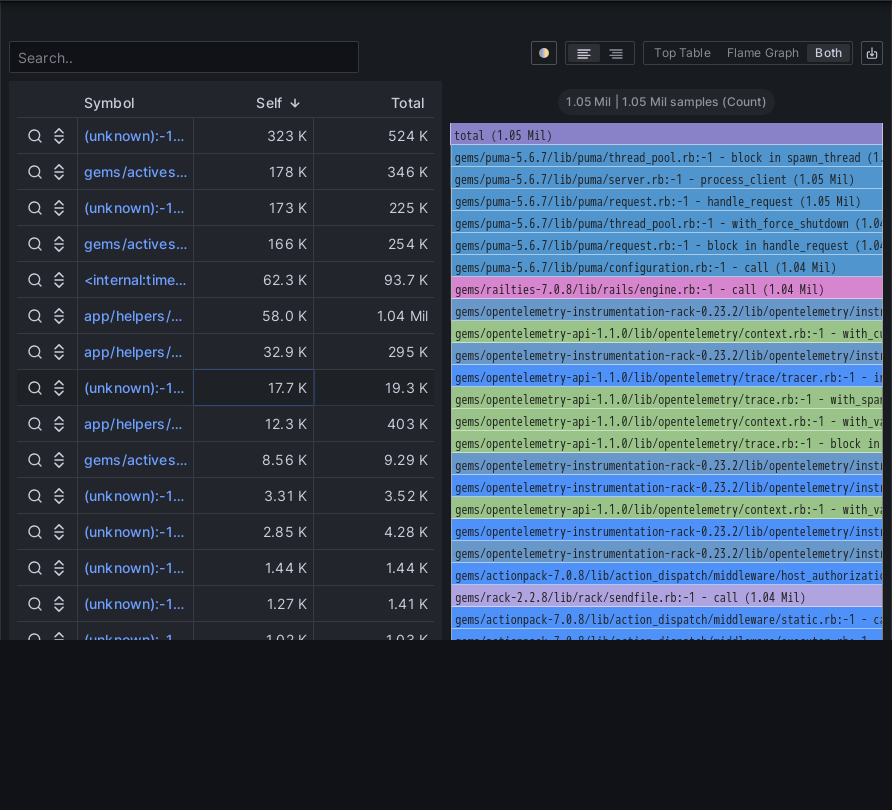 Search..
Top Table Flame Graph Both
Symbol Self Total
(unknown):-1... 323 K 524 K
gems/actives... 178 K 346 K
(unknown):-1... 173 K 225 K
gems/actives... 166 K 254 K
<internal:time... 62.3 K 93.7 K
app/helpers/... 58.0 K 1.04 Mil
app/helpers/... 32.9 K 295 K
(unknown):-1... 17.7 K 19.3 K
app/helpers/... 12.3 K 403 K
gems/actives... 8.56 K 9.29 K
(unknown):-1... 3.31 K 3.52 K
(unknown):-1... 2.85 K 4.28 K
(unknown):-1... 1.44 K 1.44 K
(unknown):-1... 1.27 K 1.41 K
(unknown):-1... 1.02 K 1.03 K
1.05 Mil | 1.05 Mil samples (Count)
total (1.05 Mil)
gems/puma-5.6.7/lib/puma/thread_pool.rb:-1 - block in spawn_thread (1.
gems/puma-5.6.7/lib/puma/server.rb:-1 - process_client (1.05 Mil)
gems/puma-5.6.7/lib/puma/request.rb:-1 - handle_request (1.05 Mil)
gems/puma-5.6.7/lib/puma/thread_pool.rb:-1 - with_force_shutdown (1.04
gems/puma-5.6.7/lib/puma/request.rb:-1 - block in handle_request (1.04
gems/puma-5.6.7/lib/puma/configuration.rb:-1 - call (1.04 Mil)
gems/railties-7.0.8/lib/rails/engine.rb:-1 - call (1.04 Mil)
gems/opentelemetry-instrumentation-rack-0.23.2/lib/opentelemetry/instr
gems/opentelemetry-api-1.1.0/lib/opentelemetry/context.rb:-1 - with_cu
gems/opentelemetry-instrumentation-rack-0.23.2/lib/opentelemetry/instr
gems/opentelemetry-api-1.1.0/lib/opentelemetry/trace/tracer.rb:-1 - in
gems/opentelemetry-api-1.1.0/lib/opentelemetry/trace.rb:-1 - with_span
gems/opentelemetry-api-1.1.0/lib/opentelemetry/context.rb:-1 - with_va
gems/opentelemetry-api-1.1.0/lib/opentelemetry/trace.rb:-1 - block in
gems/opentelemetry-instrumentation-rack-0.23.2/lib/opentelemetry/instr
gems/opentelemetry-instrumentation-rack-0.23.2/lib/opentelemetry/instr
gems/opentelemetry-api-1.1.0/lib/opentelemetry/context.rb:-1 - with_va
gems/opentelemetry-instrumentation-rack-0.23.2/lib/opentelemetry/instr
gems/opentelemetry-instrumentation-rack-0.23.2/lib/opentelemetry/instr
gems/actionpack-7.0.8/lib/action_dispatch/middleware/host_authorizatio
gems/rack-2.2.8/lib/rack/sendfile.rb:-1 - call (1.04 Mil)
gems/actionpack-7.0.8/lib/action_dispatch/middleware/static.rb:-1 - ca
gems/actionpack-7.0.8/lib/action_dispatch/middleware/executor.rb:-1